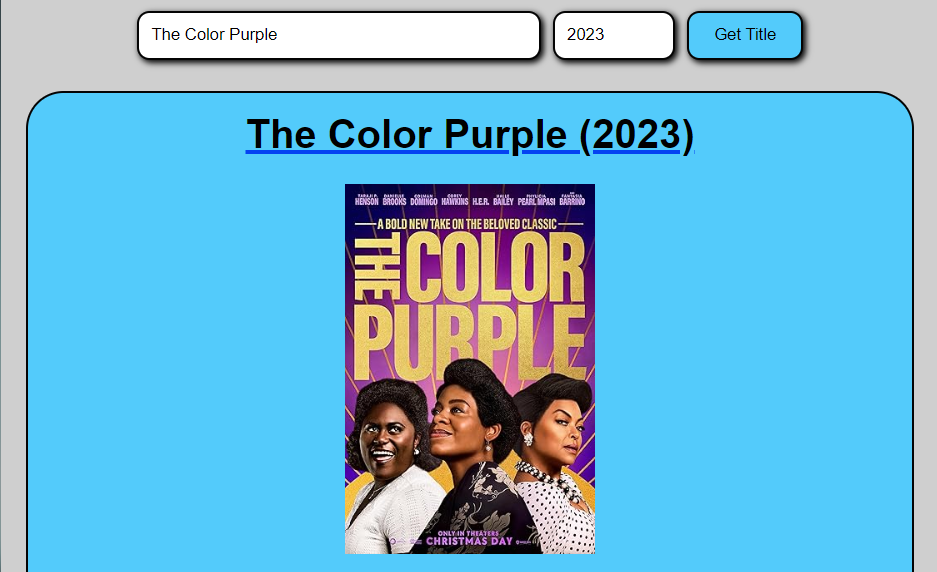 The Color Purple 2023 Get Title
The Color Purple (2023)
TARAJI P. DANIELLE COLMAN COREY HALLE PHYLICIA FANTASIA
HENSON BROOKS DOMINGO HAWKINS H.E.R. BAILEY PEARL MPASI BARRINO
A BOLD NEW TAKE ON THE BELOVED CLASSIC
THE COLOR
PURPLE
ONLY IN THEATERS
CHRISTMAS DAY